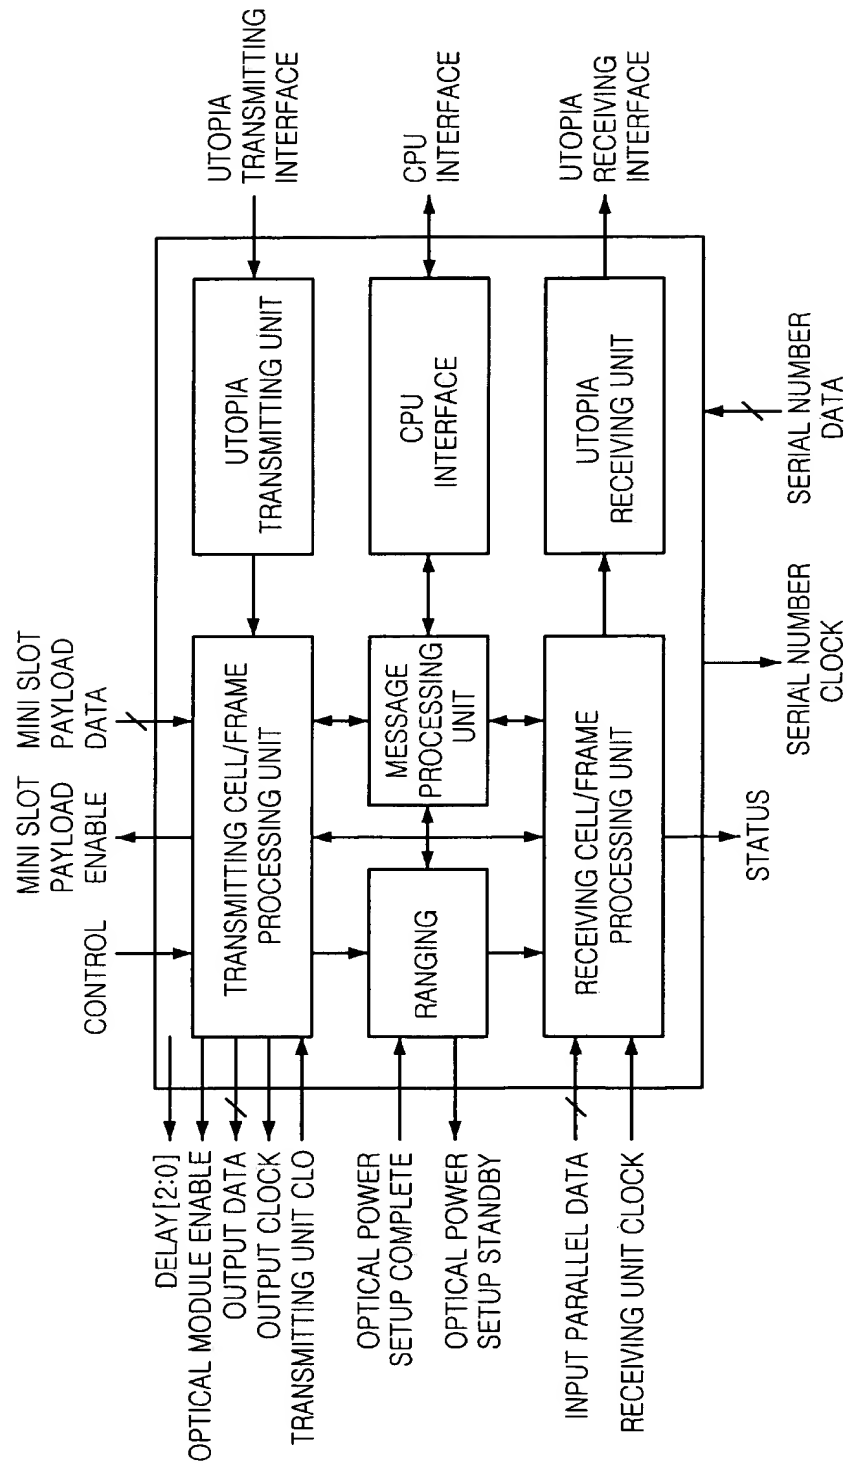 MINI SLOT
PAYLOAD
DATA
MINI SLOT
PAYLOAD
ENABLE
CONTROL
DELAY[2:0]
OPTICAL MODULE ENABLE
OUTPUT DATA
OUTPUT CLOCK
TRANSMITTING UNIT CLO
OPTICAL POWER
SETUP COMPLETE
OPTICAL POWER
SETUP STANDBY
INPUT PARALLEL DATA
RECEIVING UNIT CLOCK
TRANSMITTING CELL/FRAME
PROCESSING UNIT
UTOPIA
TRANSMITTING UNIT
UTOPIA
TRANSMITTING
INTERFACE
RANGING
MESSAGE
PROCESSING
UNIT
CPU
INTERFACE
CPU
INTERFACE
RECEIVING CELL/FRAME
PROCESSING UNIT
UTOPIA
RECEIVING UNIT
UTOPIA
RECEIVING
INTERFACE
STATUS
SERIAL NUMBER
CLOCK
SERIAL NUMBER
DATA